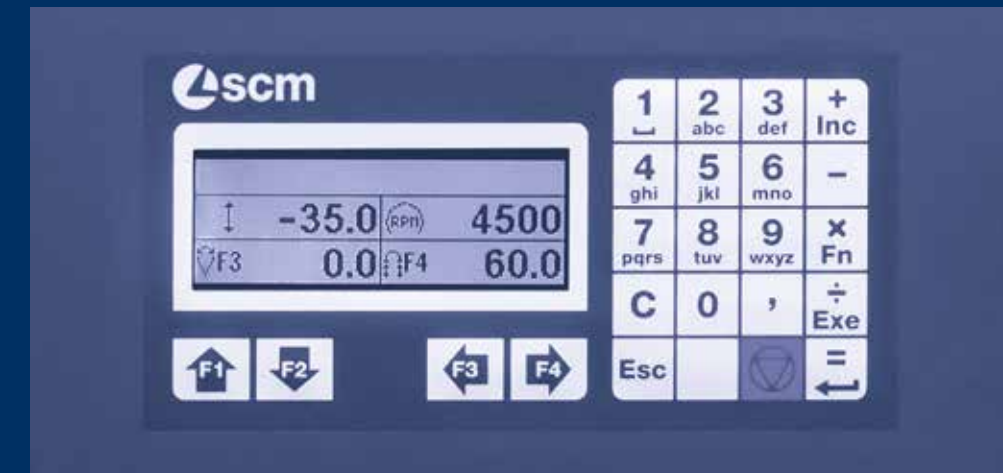 scm
-35.0 RPM 4500
F3 0.0 F4 60.0
F1 F2 F3 F4
1 2 abc 3 def + Inc
4 ghi 5 jkl 6 mno -
7 pqrs 8 tuv 9 wxyz × Fn
C 0 , ÷ Exe
Esc =